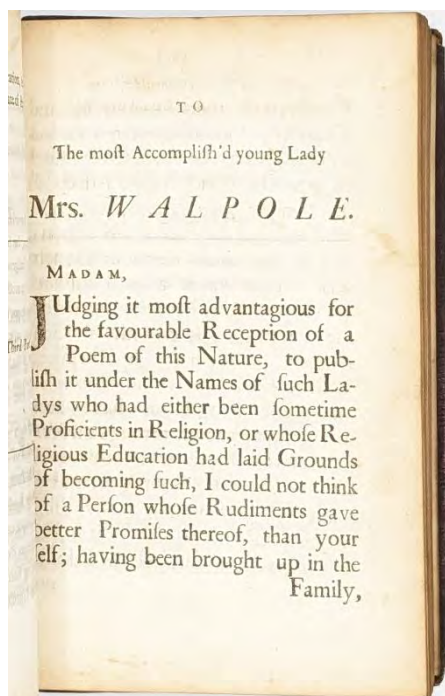 TO
The moſt Accompliſh'd young Lady
Mrs. WALPOLE.
MADAM,
JUdging it moſt advantagious for
the favourable Reception of a
Poem of this Nature, to pub-
liſh it under the Names of ſuch La-
dys who had either been ſometime
Proficients in Religion, or whoſe Re-
ligious Education had laid Grounds
of becoming ſuch, I could not think
of a Perſon whoſe Rudiments gave
better Promiſes thereof, than your
ſelf; having been brought up in the
Family,